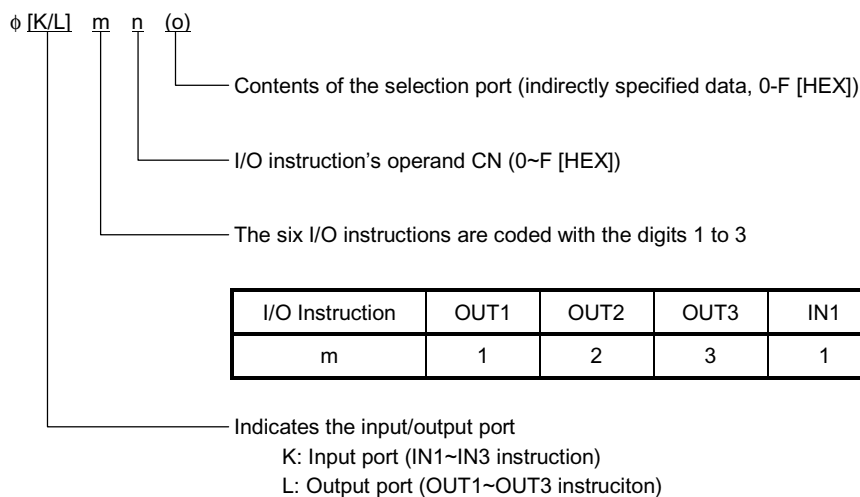 ϕ [K/L] m n (o)
Contents of the selection port (indirectly specified data, 0-F [HEX])
I/O instruction's operand CN (0~F [HEX])
The six I/O instructions are coded with the digits 1 to 3
I/O Instruction OUT1 OUT2 OUT3 IN1
m 1 2 3 1
Indicates the input/output port
K: Input port (IN1~IN3 instruction)
L: Output port (OUT1~OUT3 instruciton)